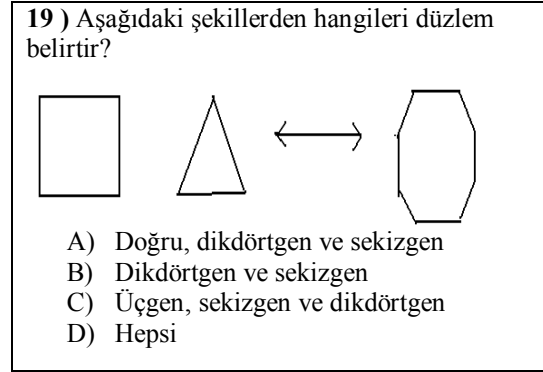 19 ) Aşağıdaki şekillerden hangileri düzlem
belirtir?
A) Doğru, dikdörtgen ve sekizgen
B) Dikdörtgen ve sekizgen
C) Üçgen, sekizgen ve dikdörtgen
D) Hepsi